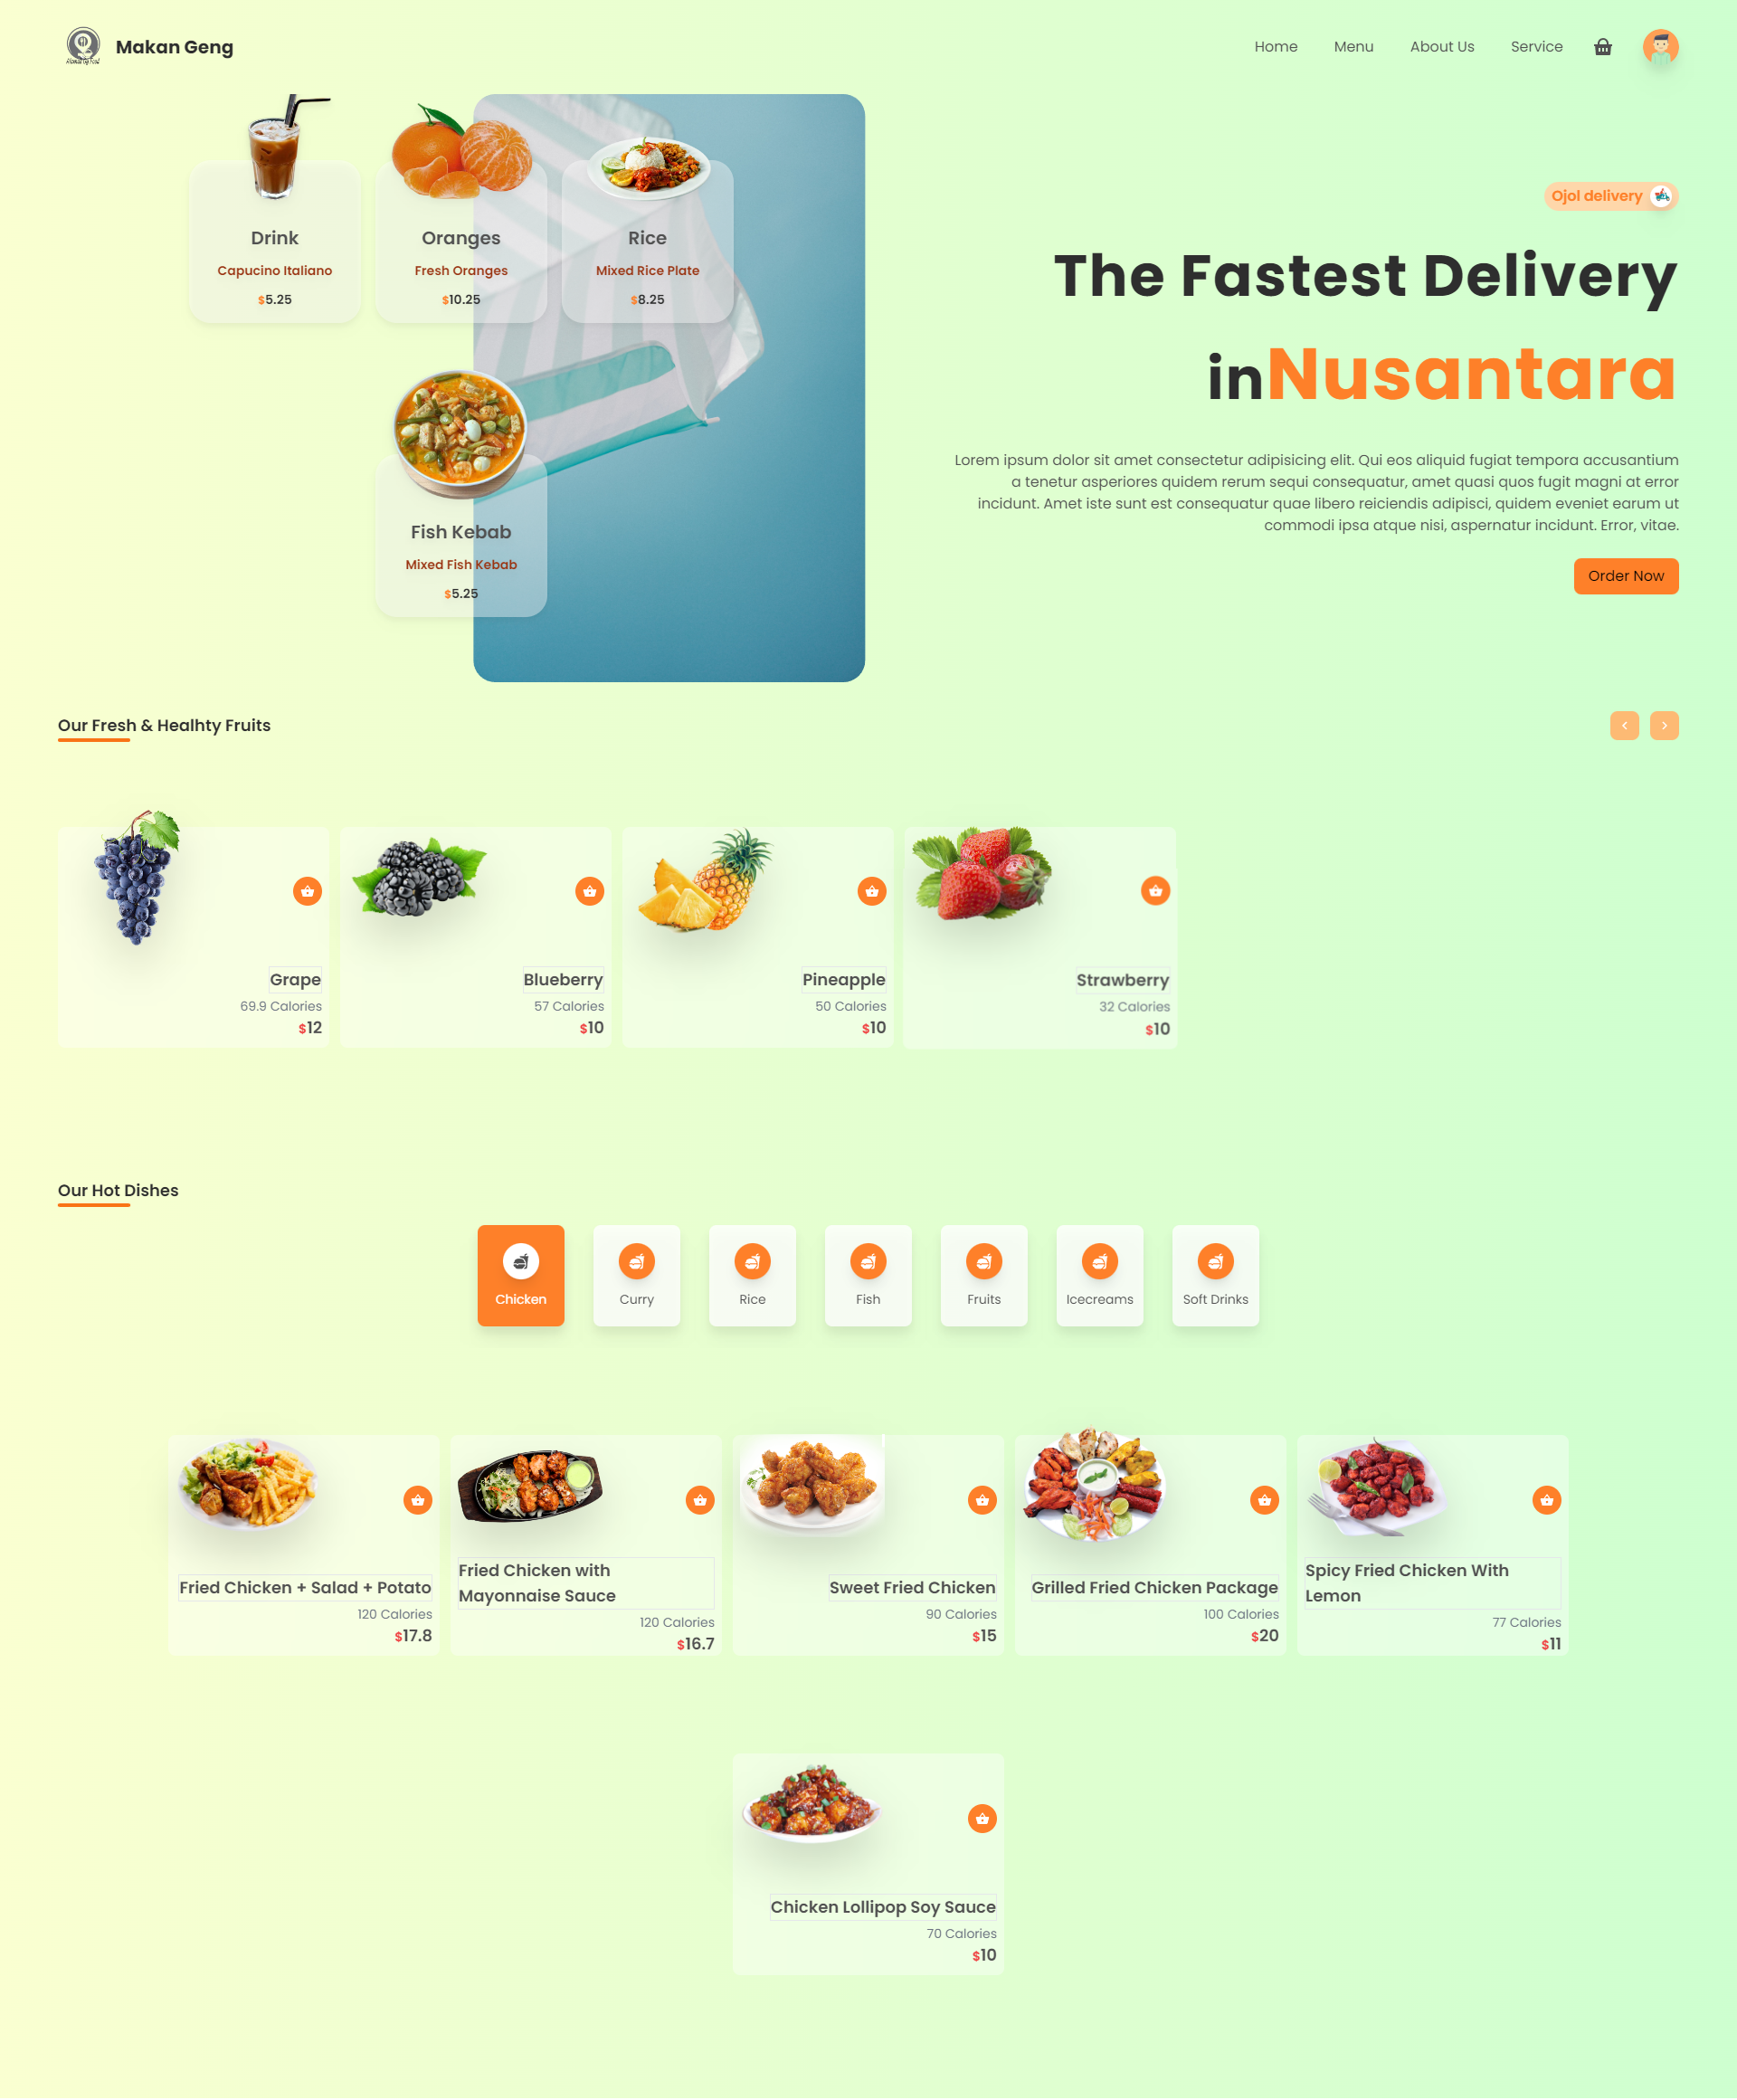 Makan Geng
Home
Menu
About Us
Service
Drink
Capucino Italiano
$5.25
Oranges
Fresh Oranges
$10.25
Rice
Mixed Rice Plate
$8.25
Fish Kebab
Mixed Fish Kebab
$5.25
Ojol delivery
The Fastest Delivery
inNusantara
Lorem ipsum dolor sit amet consectetur adipisicing elit. Qui eos aliquid fugiat tempora accusantium
a tenetur asperiores quidem rerum sequi consequatur, amet quasi quos fugit magni at error
incidunt. Amet iste sunt est consequatur quae libero reiciendis adipisci, quidem eveniet earum ut
commodi ipsa atque nisi, aspernatur incidunt. Error, vitae.
Order Now
Our Fresh & Healhty Fruits
Grape
69.9 Calories
$12
Blueberry
57 Calories
$10
Pineapple
50 Calories
$10
Strawberry
32 Calories
$10
Our Hot Dishes
Chicken
Curry
Rice
Fish
Fruits
Icecreams
Soft Drinks
Fried Chicken + Salad + Potato
120 Calories
$17.8
Fried Chicken with
Mayonnaise Sauce
120 Calories
$16.7
Sweet Fried Chicken
90 Calories
$15
Grilled Fried Chicken Package
100 Calories
$20
Spicy Fried Chicken With
Lemon
77 Calories
$11
Chicken Lollipop Soy Sauce
70 Calories
$10